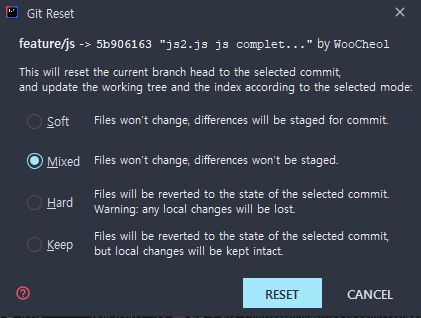 Git Reset
feature/js -> 5b906163 "js2.js js complet..." by WooCheol
This will reset the current branch head to the selected commit,
and update the working tree and the index according to the selected mode:
Soft Files won't change, differences will be staged for commit.
Mixed Files won't change, differences won't be staged.
Hard Files will be reverted to the state of the selected commit.
Warning: any local changes will be lost.
Keep Files will be reverted to the state of the selected commit,
but local changes will be kept intact.
? RESET CANCEL